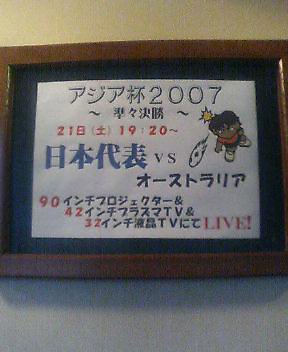 アジア杯２００７
～ 準々決勝 ～
21日（土）19：20～
日本代表 VS
オーストラリア
90インチプロジェクター＆
42インチプラズマTV＆
32インチ液晶TVにてLIVE!